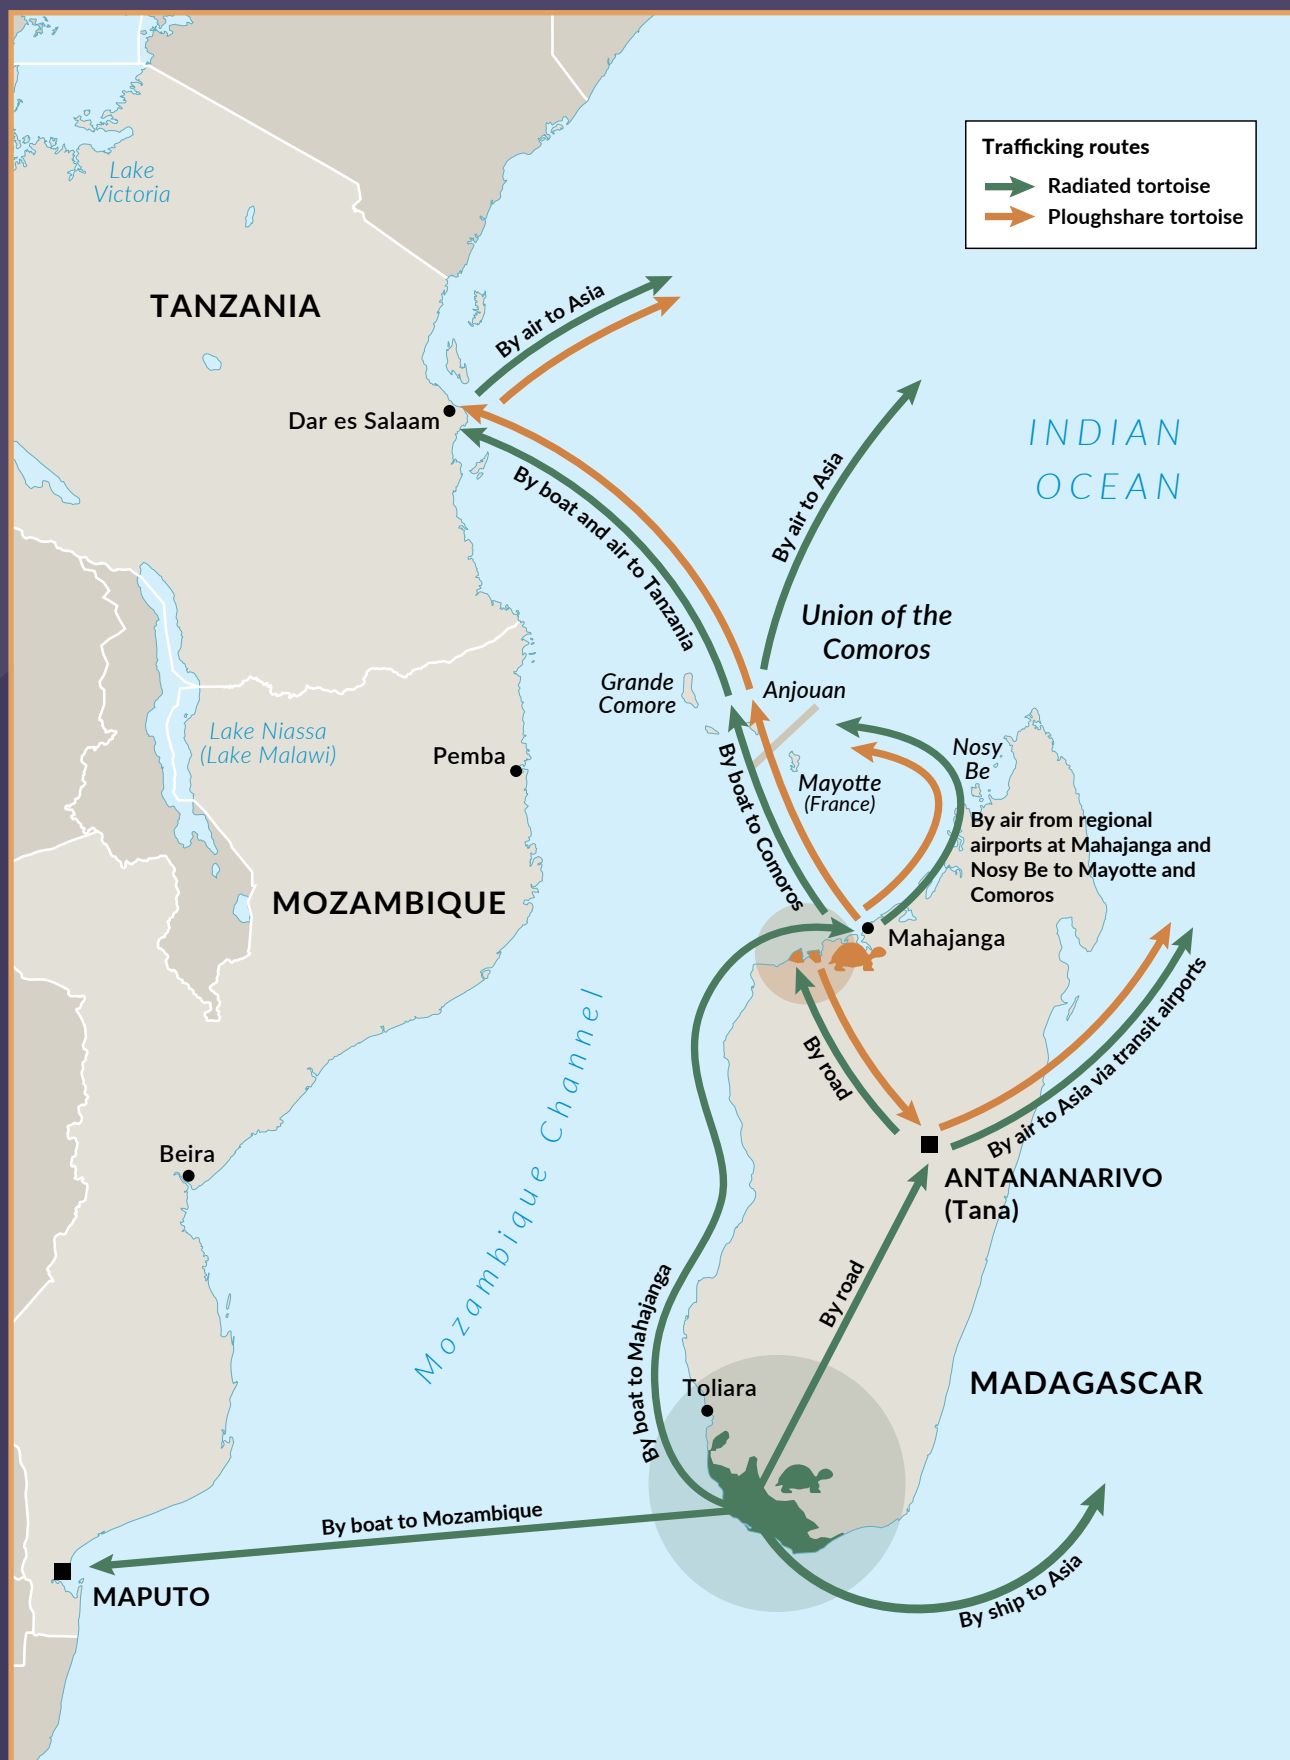 Trafficking routes
Radiated tortoise
Ploughshare tortoise
Lake
Victoria
TANZANIA
By air to Asia
Dar es Salaam
INDIAN
OCEAN
By boat and air to Tanzania
By air to Asia
Union of the
Comoros
Grande
Comore
Anjouan
Lake Niassa
(Lake Malawi)
Pemba
By boat to Comoros
Mayotte
(France)
Nosy
Be
By air from regional
airports at Mahajanga and
Nosy Be to Mayotte and
Comoros
MOZAMBIQUE
Mahajanga
Mozambique Channel
By road
By air to Asia via transit airports
Beira
ANTANANARIVO
(Tana)
By boat to Mahajanga
By road
Toliara
MADAGASCAR
By boat to Mozambique
MAPUTO
By ship to Asia